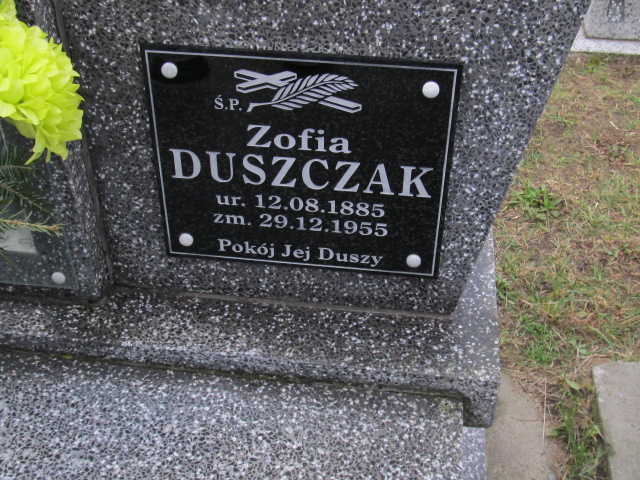 Ś.P.
Zofia
DUSZCZAK
ur. 12.08.1885
zm. 29.12.1955
Pokój Jej Duszy